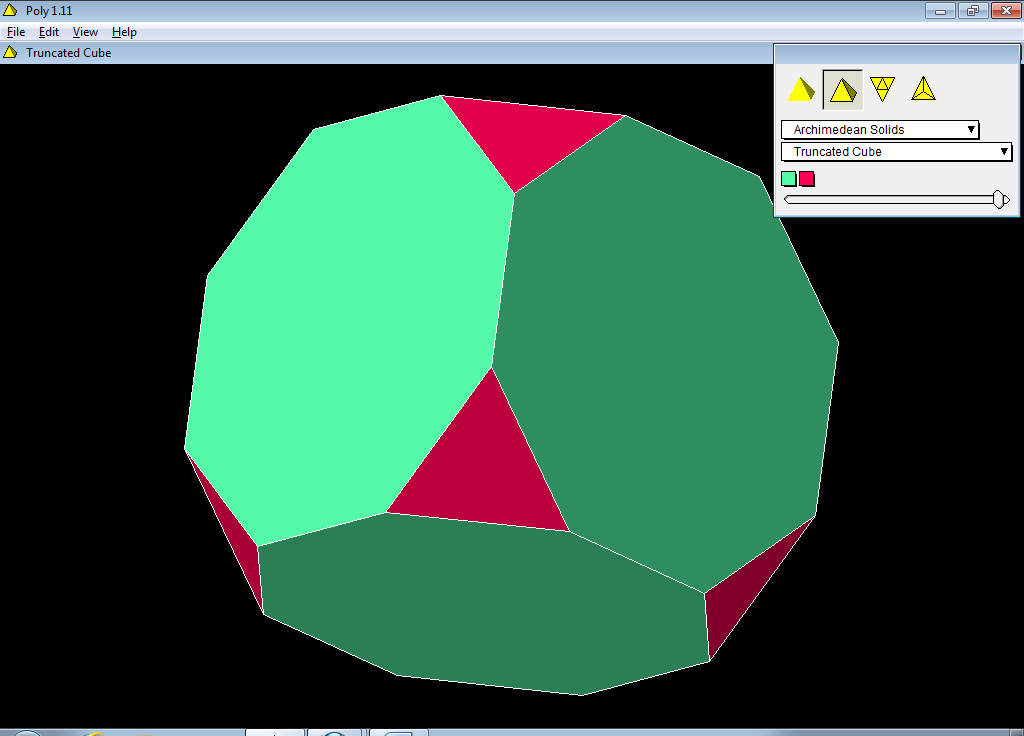 Poly 1.11
File Edit View Help
Truncated Cube
Archimedean Solids
Truncated Cube